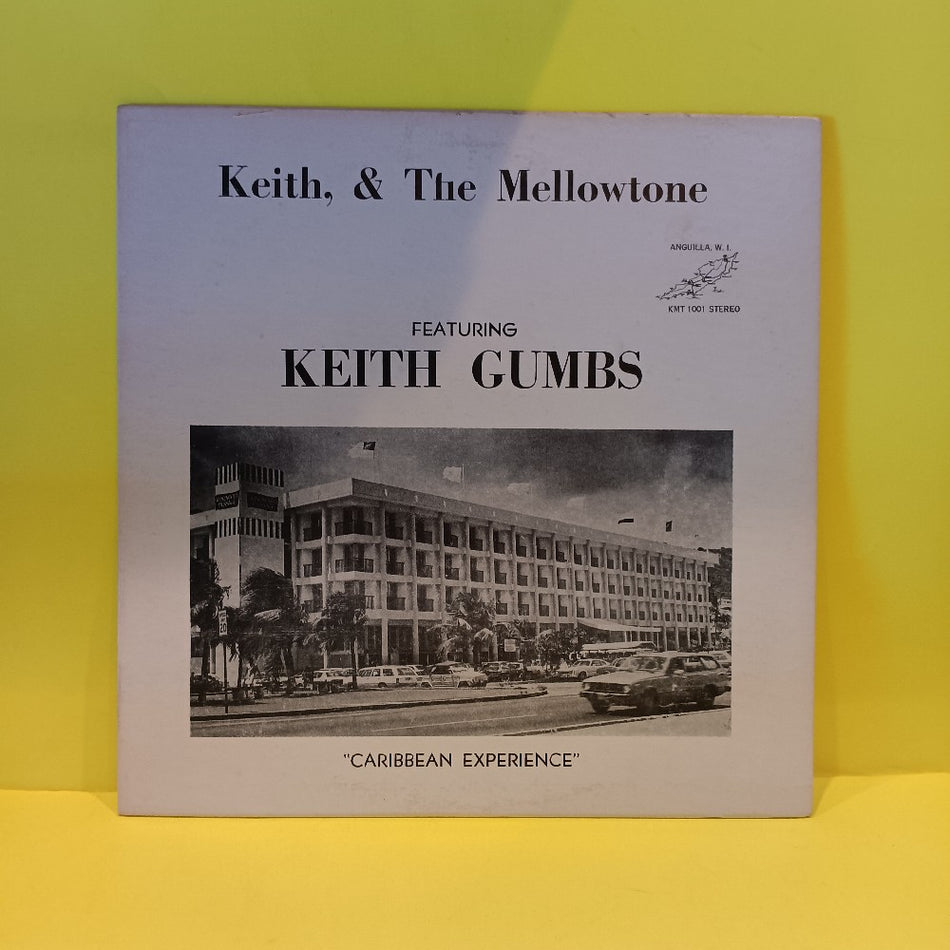 Keith, & The Mellowtone
ANGUILLA, W. I.
KMT 1001 STEREO
FEATURING
KEITH GUMBS
"CARIBBEAN EXPERIENCE"